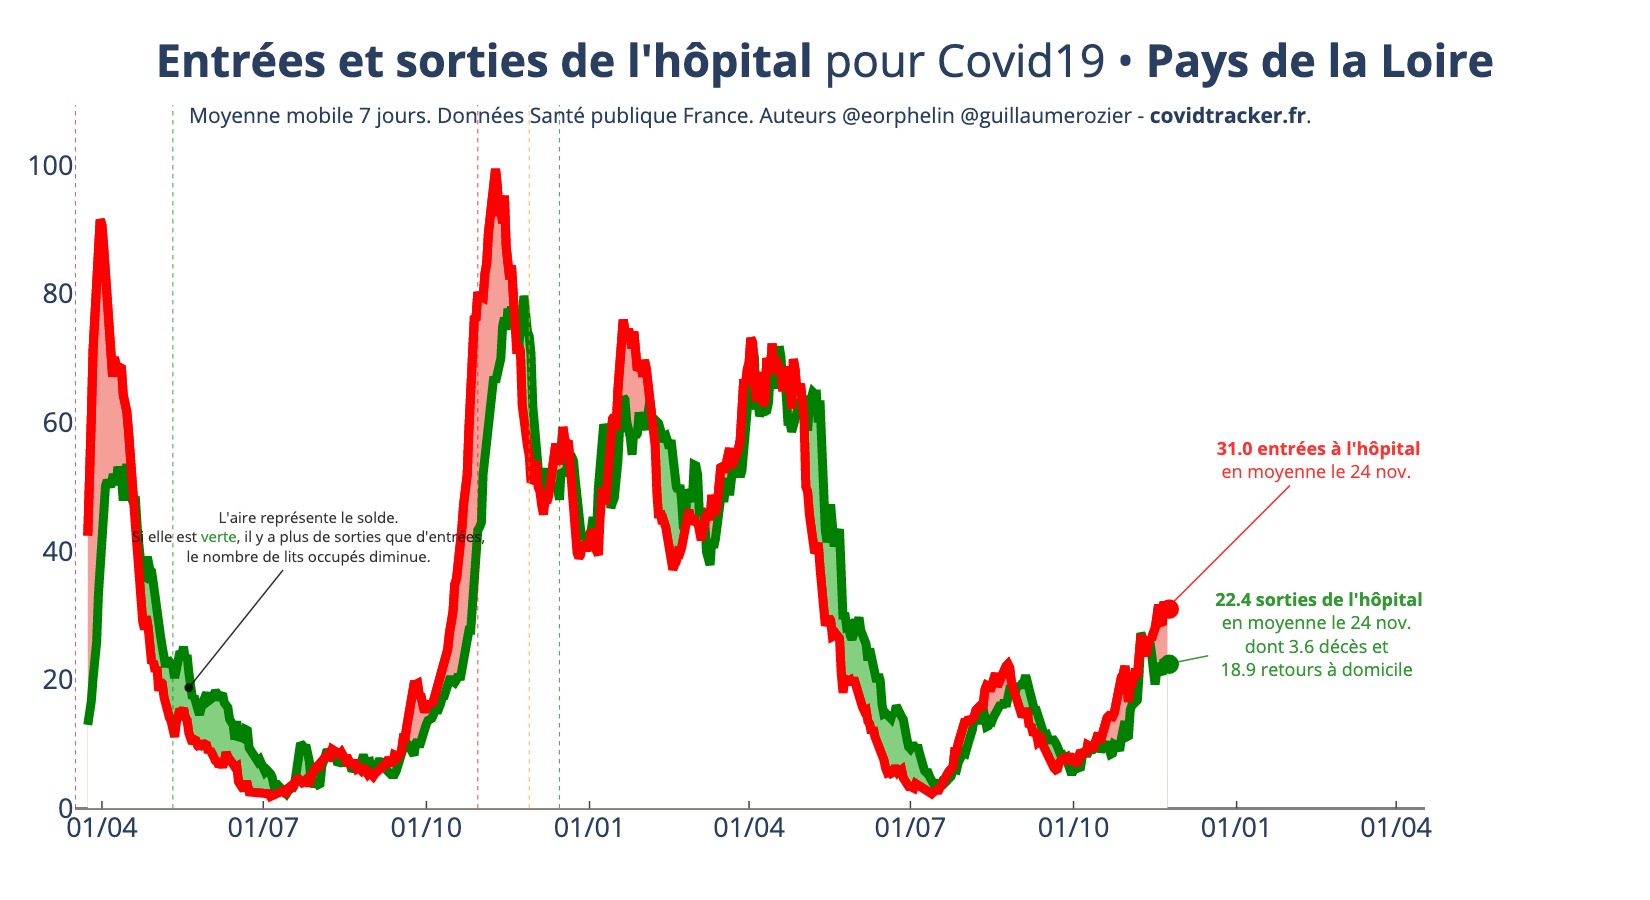 Entrées et sorties de l'hôpital pour Covid19 • Pays de la Loire
Moyenne mobile 7 jours. Données Santé publique France. Auteurs @eorphelin @guillaumerozier - covidtracker.fr.
100
80
60
40
20
0
31.0 entrées à l'hôpital
en moyenne le 24 nov.
L'aire représente le solde.
Si elle est verte, il y a plus de sorties que d'entrées,
le nombre de lits occupés diminue.
22.4 sorties de l'hôpital
en moyenne le 24 nov.
dont 3.6 décès et
18.9 retours à domicile
01/04 01/07 01/10 01/01 01/04 01/07 01/10 01/01 01/04